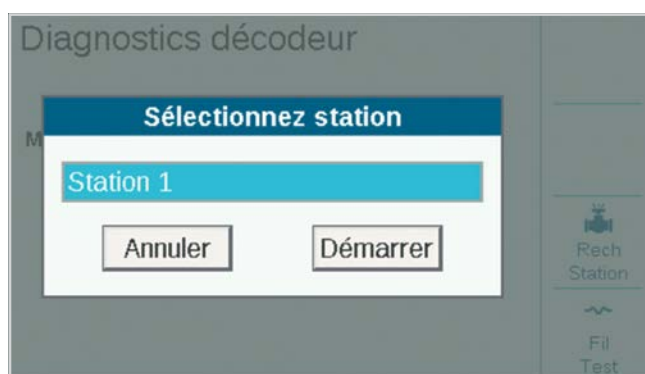 Diagnostics décodeur
Sélectionnez station
M
Station 1
Annuler
Démarrer
Rech
Station
Fil
Test